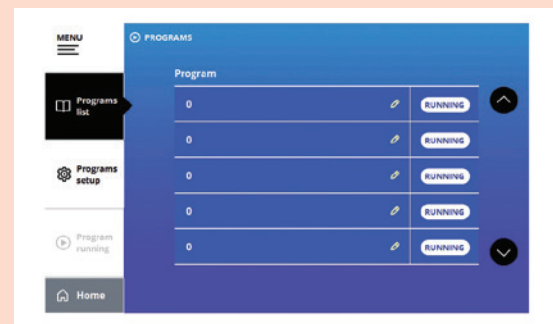 MENU
PROGRAMS
Program
Programs
list
0 RUNNING
0 RUNNING
Programs
setup
0 RUNNING
0 RUNNING
Program
running
0 RUNNING
Home